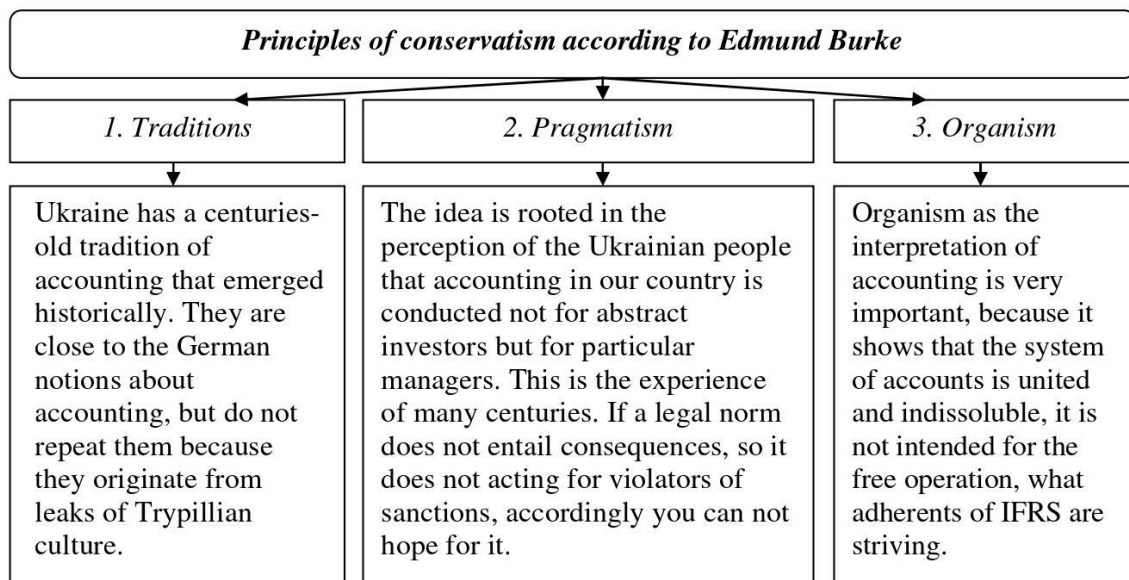 Principles of conservatism according to Edmund Burke
1. Traditions
2. Pragmatism
3. Organism
Ukraine has a centuries-
old tradition of
accounting that emerged
historically. They are
close to the German
notions about
accounting, but do not
repeat them because
they originate from
leaks of Trypillian
culture.
The idea is rooted in the
perception of the Ukrainian people
that accounting in our country is
conducted not for abstract
investors but for particular
managers. This is the experience
of many centuries. If a legal norm
does not entail consequences, so it
does not acting for violators of
sanctions, accordingly you can not
hope for it.
Organism as the
interpretation of
accounting is very
important, because it
shows that the system
of accounts is united
and indissoluble, it is
not intended for the
free operation, what
adherents of IFRS are
striving.